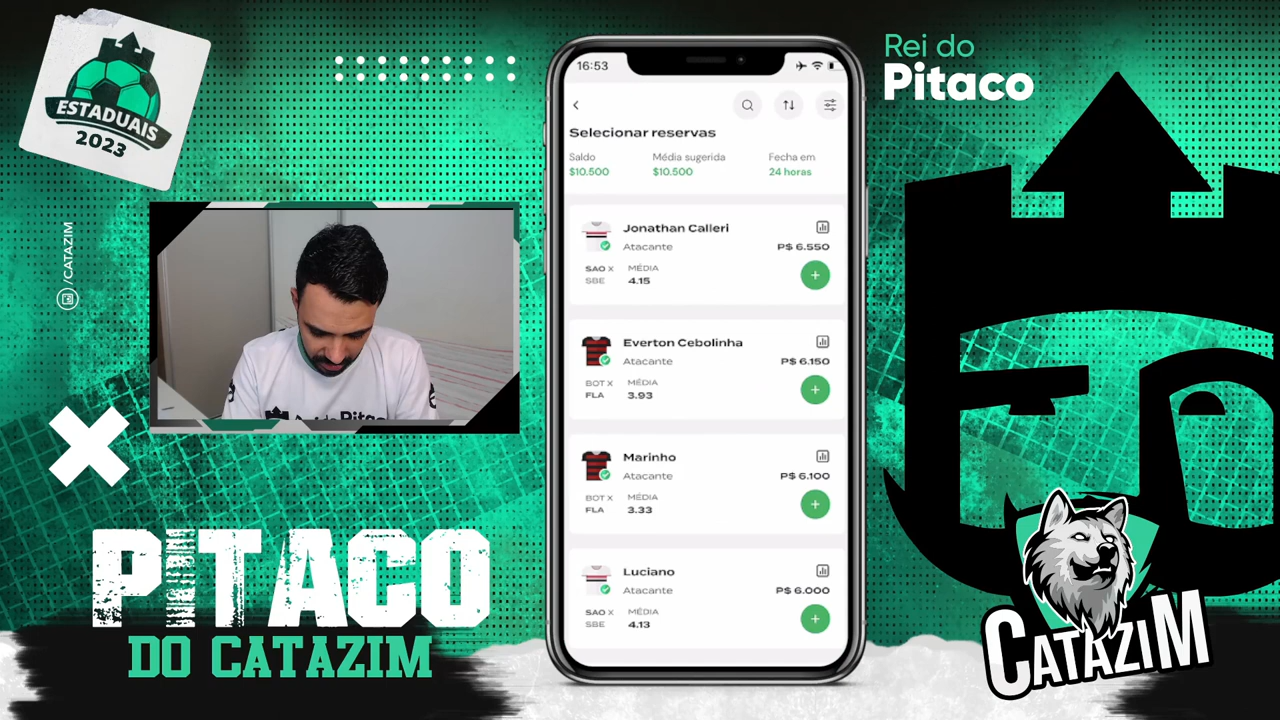 ESTADUAIS
2023
/CATAZIM
PITACO
DO CATAZIM
16:53
Selecionar reservas
Saldo
Média sugerida
Fecha em
$10.500
$10.500
24 horas
Jonathan Calleri
Atacante
P$ 6.550
SAO X
MÉDIA
SBE
4.15
Everton Cebolinha
Atacante
P$ 6.150
BOT X
MÉDIA
FLA
3.93
Marinho
Atacante
P$ 6.100
BOT X
MÉDIA
FLA
3.33
Luciano
Atacante
P$ 6.000
SAO X
MÉDIA
SBE
4.13
Rei do
Pitaco
CATAZIM